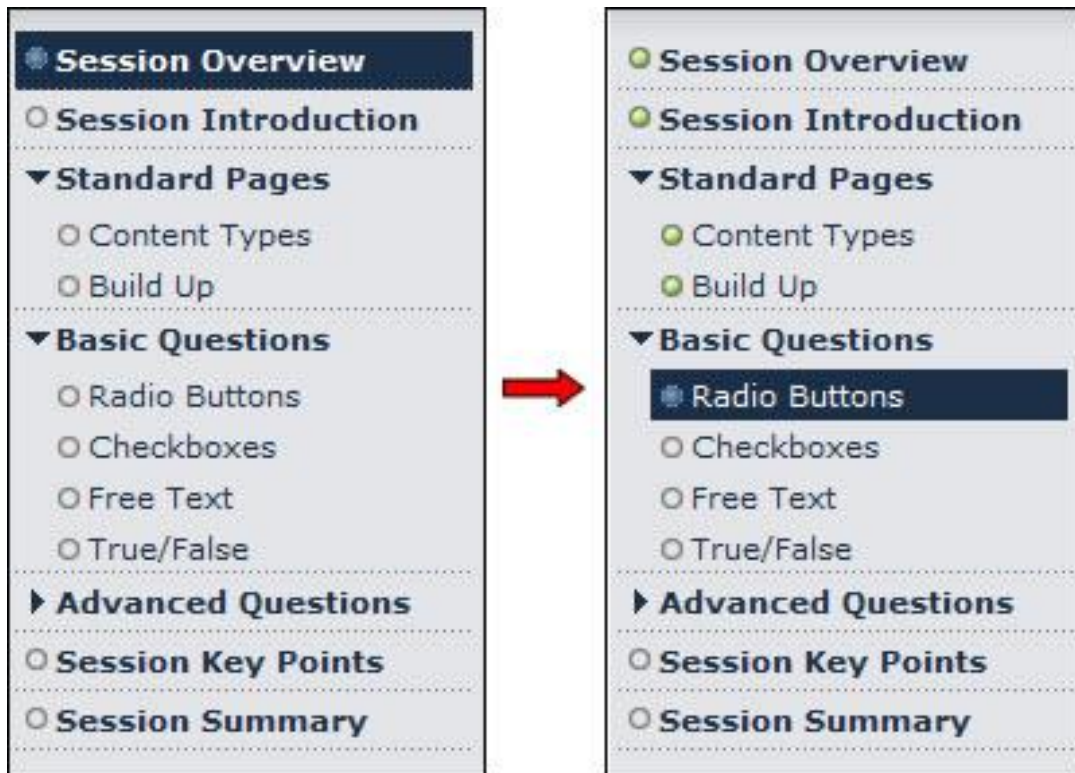 Session Overview
Session Introduction
Standard Pages
Content Types
Build Up
Basic Questions
Radio Buttons
Checkboxes
Free Text
True/False
Advanced Questions
Session Key Points
Session Summary
Session Overview
Session Introduction
Standard Pages
Content Types
Build Up
Basic Questions
Radio Buttons
Checkboxes
Free Text
True/False
Advanced Questions
Session Key Points
Session Summary